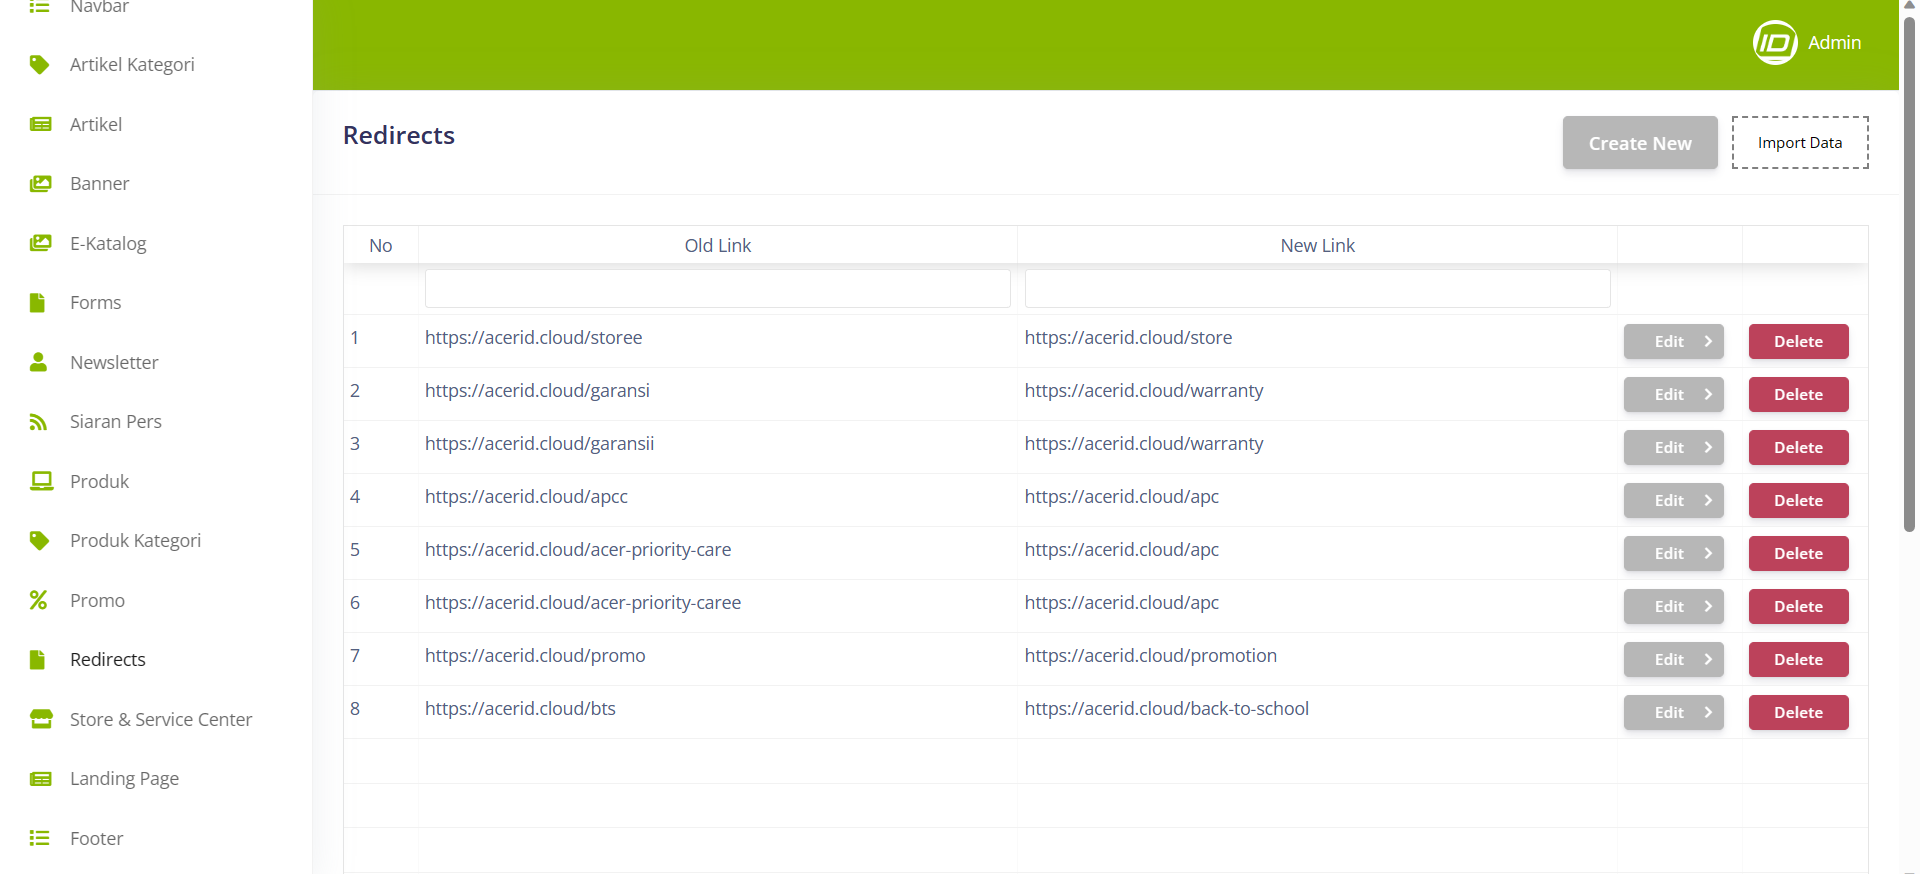 Navbar
Artikel Kategori
Artikel
Banner
E-Katalog
Forms
Newsletter
Siaran Pers
Produk
Produk Kategori
Promo
Redirects
Store & Service Center
Landing Page
Footer
ID Admin
Redirects
Create New Import Data
No Old Link New Link
1 https://acerid.cloud/storee https://acerid.cloud/store Edit Delete
2 https://acerid.cloud/garansi https://acerid.cloud/warranty Edit Delete
3 https://acerid.cloud/garansii https://acerid.cloud/warranty Edit Delete
4 https://acerid.cloud/apcc https://acerid.cloud/apc Edit Delete
5 https://acerid.cloud/acer-priority-care https://acerid.cloud/apc Edit Delete
6 https://acerid.cloud/acer-priority-caree https://acerid.cloud/apc Edit Delete
7 https://acerid.cloud/promo https://acerid.cloud/promotion Edit Delete
8 https://acerid.cloud/bts https://acerid.cloud/back-to-school Edit Delete